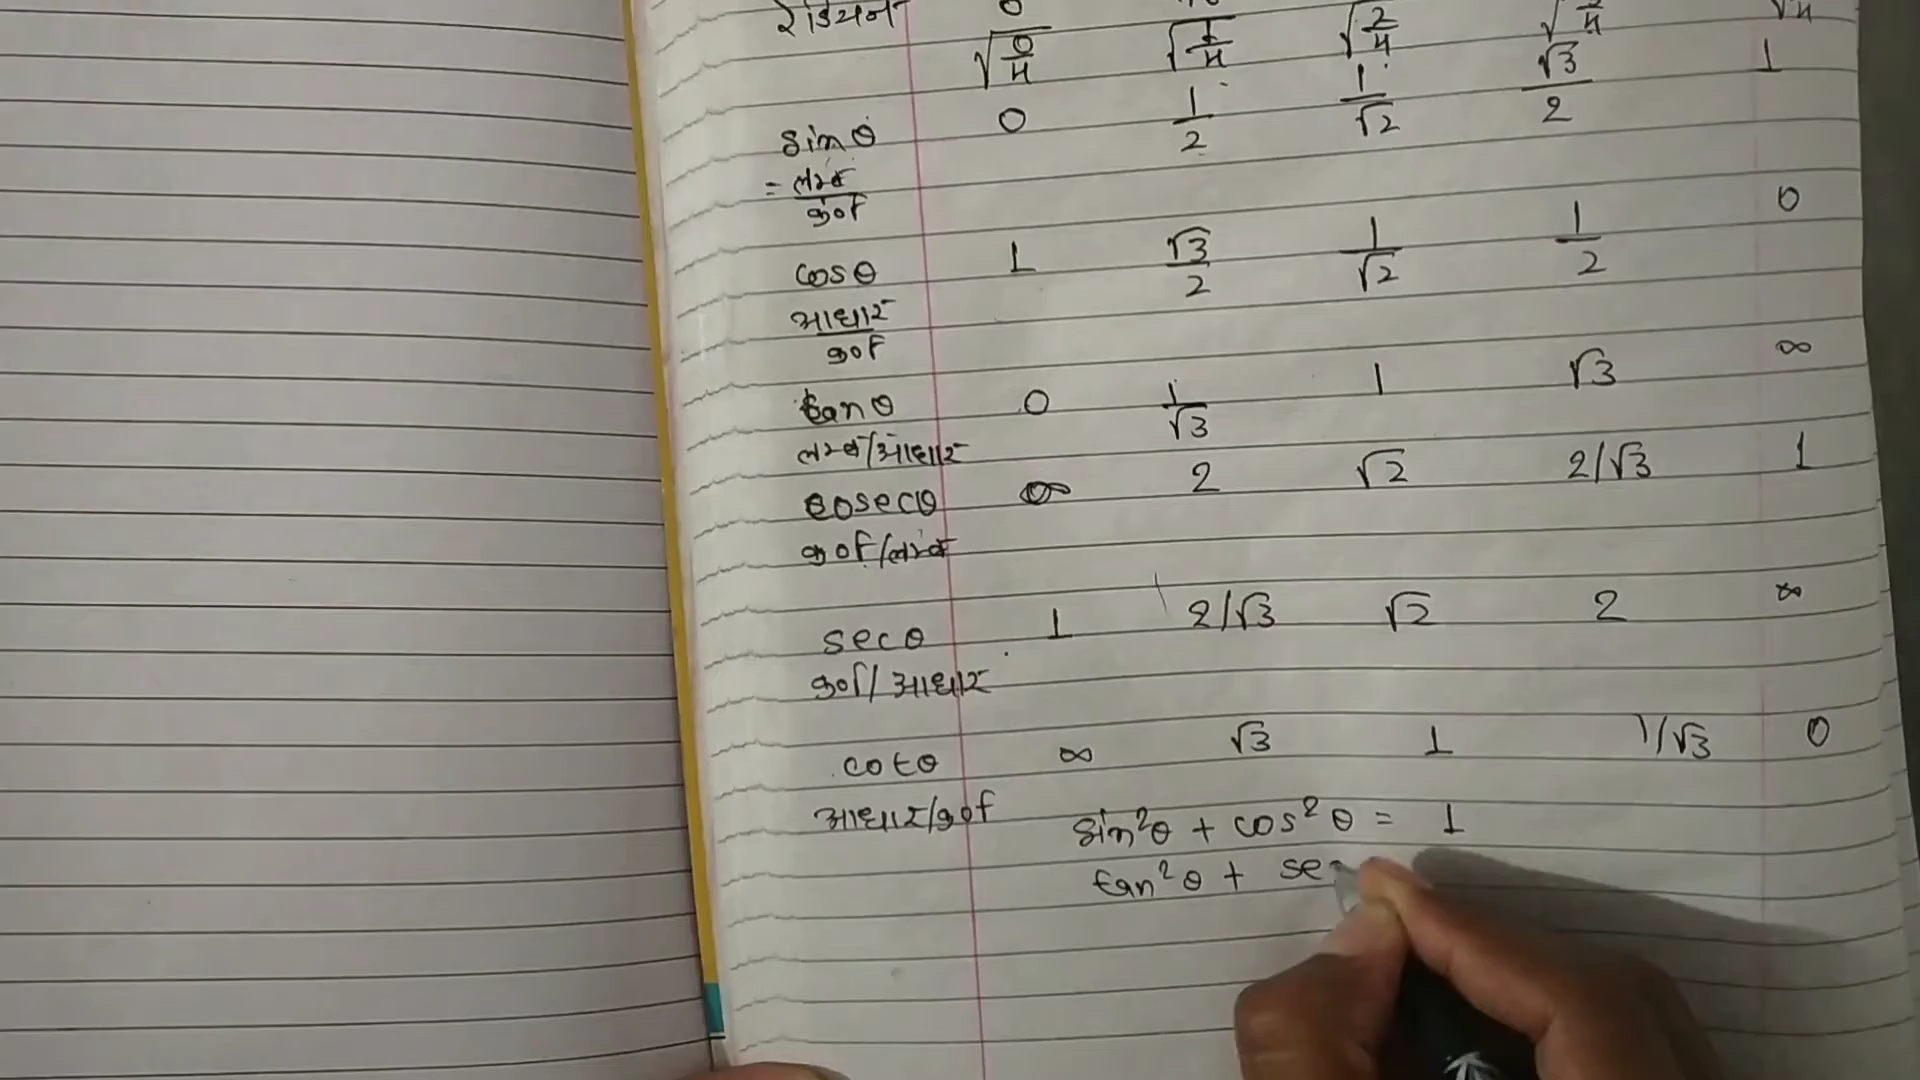 रेडियन 0
√0/4 √1/4 √2/4 √3/4 √4
sinθ 0 1/2 1/√2 √3/2 1
= लम्ब/कर्ण
cosθ 1 √3/2 1/√2 1/2 0
आधार/कर्ण
tanθ 0 1/√3 1 √3 ∞
लम्ब/आधार
cosecθ ∞ 2 √2 2/√3 1
कर्ण/लम्ब
secθ 1 2/√3 √2 2 ∞
कर्ण/आधार
cotθ ∞ √3 1 1/√3 0
आधार/कर्ण
sin²θ + cos²θ = 1
tan²θ + se